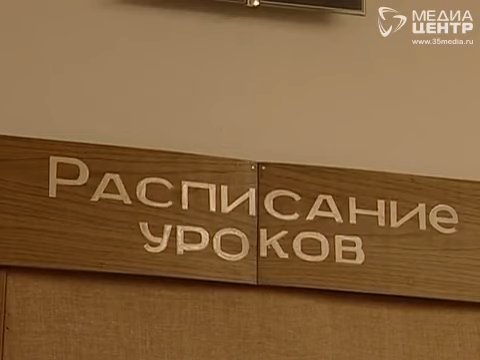 МЕДИА
ЦЕНТР
www.35media.ru
Расписание
уроков